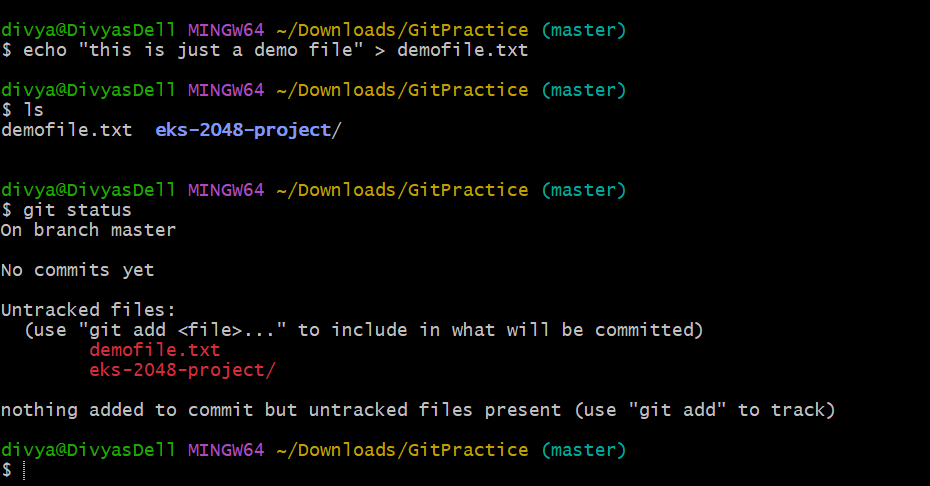 divya@DivyasDell MINGW64 ~/Downloads/GitPractice (master)
$ echo "this is just a demo file" > demofile.txt
divya@DivyasDell MINGW64 ~/Downloads/GitPractice (master)
$ ls
demofile.txt  eks-2048-project/
divya@DivyasDell MINGW64 ~/Downloads/GitPractice (master)
$ git status
On branch master
No commits yet
Untracked files:
  (use "git add <file>..." to include in what will be committed)
        demofile.txt
        eks-2048-project/
nothing added to commit but untracked files present (use "git add" to track)
divya@DivyasDell MINGW64 ~/Downloads/GitPractice (master)
$